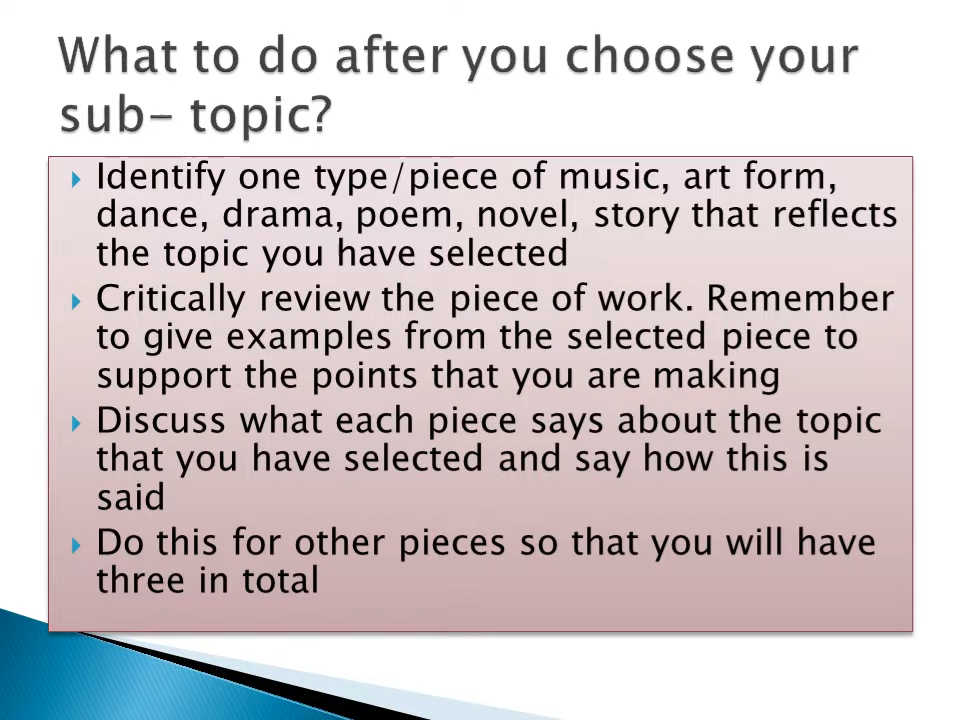 What to do after you choose your
sub- topic?
Identify one type/piece of music, art form,
dance, drama, poem, novel, story that reflects
the topic you have selected
Critically review the piece of work. Remember
to give examples from the selected piece to
support the points that you are making
Discuss what each piece says about the topic
that you have selected and say how this is
said
Do this for other pieces so that you will have
three in total